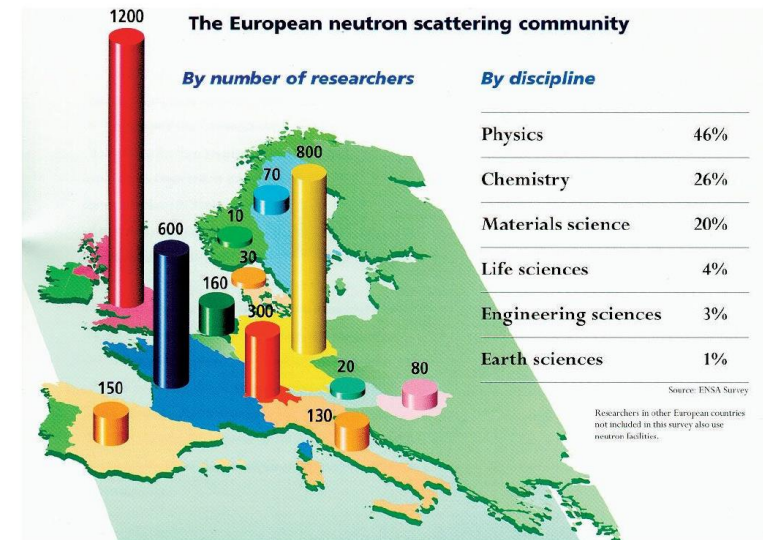 The European neutron scattering community
By number of researchers
1200
600
800
70
10
30
160
300
20
80
150
130
By discipline
Physics 46%
Chemistry 26%
Materials science 20%
Life sciences 4%
Engineering sciences 3%
Earth sciences 1%
Source: ENSA Survey
Researchers in other European countries
not included in this survey also use
neutron facilities.